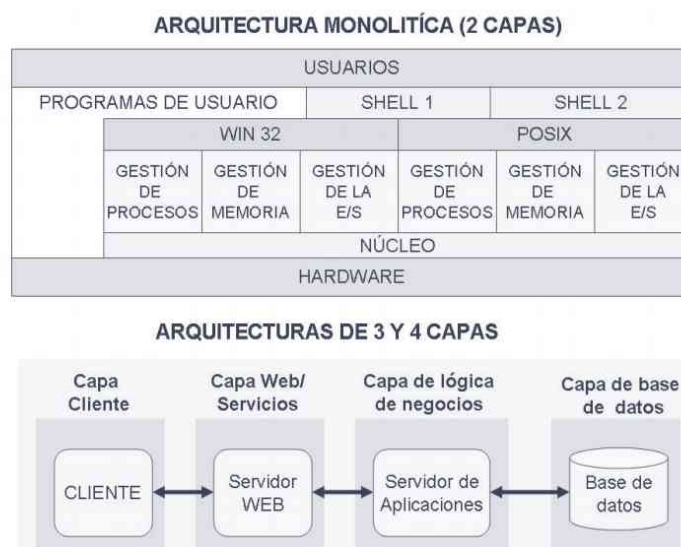 ARQUITECTURA MONOLITÍCA (2 CAPAS)
USUARIOS
PROGRAMAS DE USUARIO SHELL 1 SHELL 2
WIN 32 POSIX
GESTIÓN GESTIÓN GESTIÓN GESTIÓN GESTIÓN GESTIÓN
DE DE DE LA DE DE DE LA
PROCESOS MEMORIA E/S PROCESOS MEMORIA E/S
NÚCLEO
HARDWARE
ARQUITECTURAS DE 3 Y 4 CAPAS
Capa Capa Web/ Capa de lógica Capa de base
Cliente Servicios de negocios de datos
CLIENTE Servidor Servidor de Base de
WEB Aplicaciones datos